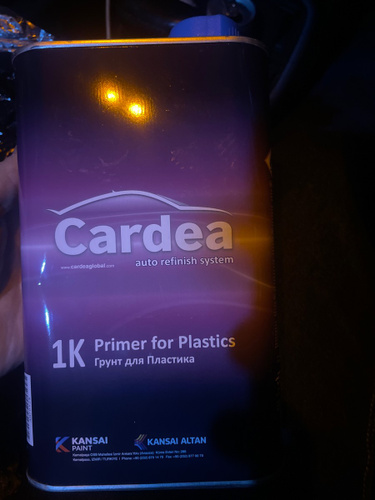 Cardea
www.cardeaglobal.com
auto refinish system
1K Primer for Plastics
Грунт для Пластика
KANSAI
PAINT
KANSAI ALTAN